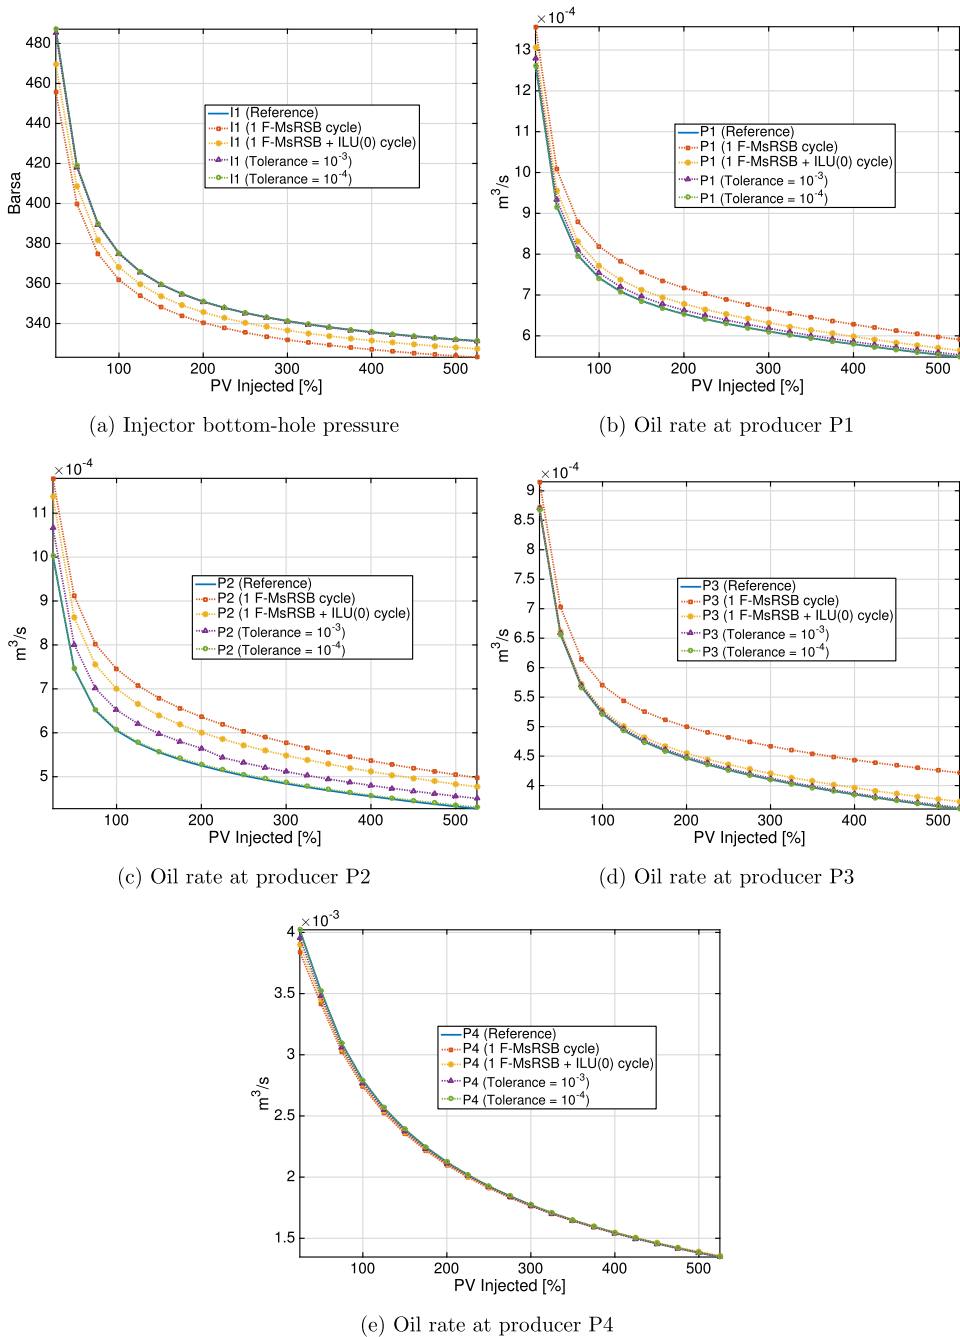 480
460
440
420
400
380
360
340
Barsa
I1 (Reference)
I1 (1 F-MsRSB cycle)
I1 (1 F-MsRSB + ILU(0) cycle)
I1 (Tolerance = 10^-3)
I1 (Tolerance = 10^-4)
100 200 300 400 500
PV Injected [%]
(a) Injector bottom-hole pressure
×10^-4
13
12
11
10
9
8
7
6
m^3/s
P1 (Reference)
P1 (1 F-MsRSB cycle)
P1 (1 F-MsRSB + ILU(0) cycle)
P1 (Tolerance = 10^-3)
P1 (Tolerance = 10^-4)
100 200 300 400 500
PV Injected [%]
(b) Oil rate at producer P1
×10^-4
11
10
9
8
7
6
5
m^3/s
P2 (Reference)
P2 (1 F-MsRSB cycle)
P2 (1 F-MsRSB + ILU(0) cycle)
P2 (Tolerance = 10^-3)
P2 (Tolerance = 10^-4)
100 200 300 400 500
PV Injected [%]
(c) Oil rate at producer P2
×10^-4
9
8.5
8
7.5
7
6.5
6
5.5
5
4.5
4
m^3/s
P3 (Reference)
P3 (1 F-MsRSB cycle)
P3 (1 F-MsRSB + ILU(0) cycle)
P3 (Tolerance = 10^-3)
P3 (Tolerance = 10^-4)
100 200 300 400 500
PV Injected [%]
(d) Oil rate at producer P3
×10^-3
4
3.5
3
2.5
2
1.5
m^3/s
P4 (Reference)
P4 (1 F-MsRSB cycle)
P4 (1 F-MsRSB + ILU(0) cycle)
P4 (Tolerance = 10^-3)
P4 (Tolerance = 10^-4)
100 200 300 400 500
PV Injected [%]
(e) Oil rate at producer P4